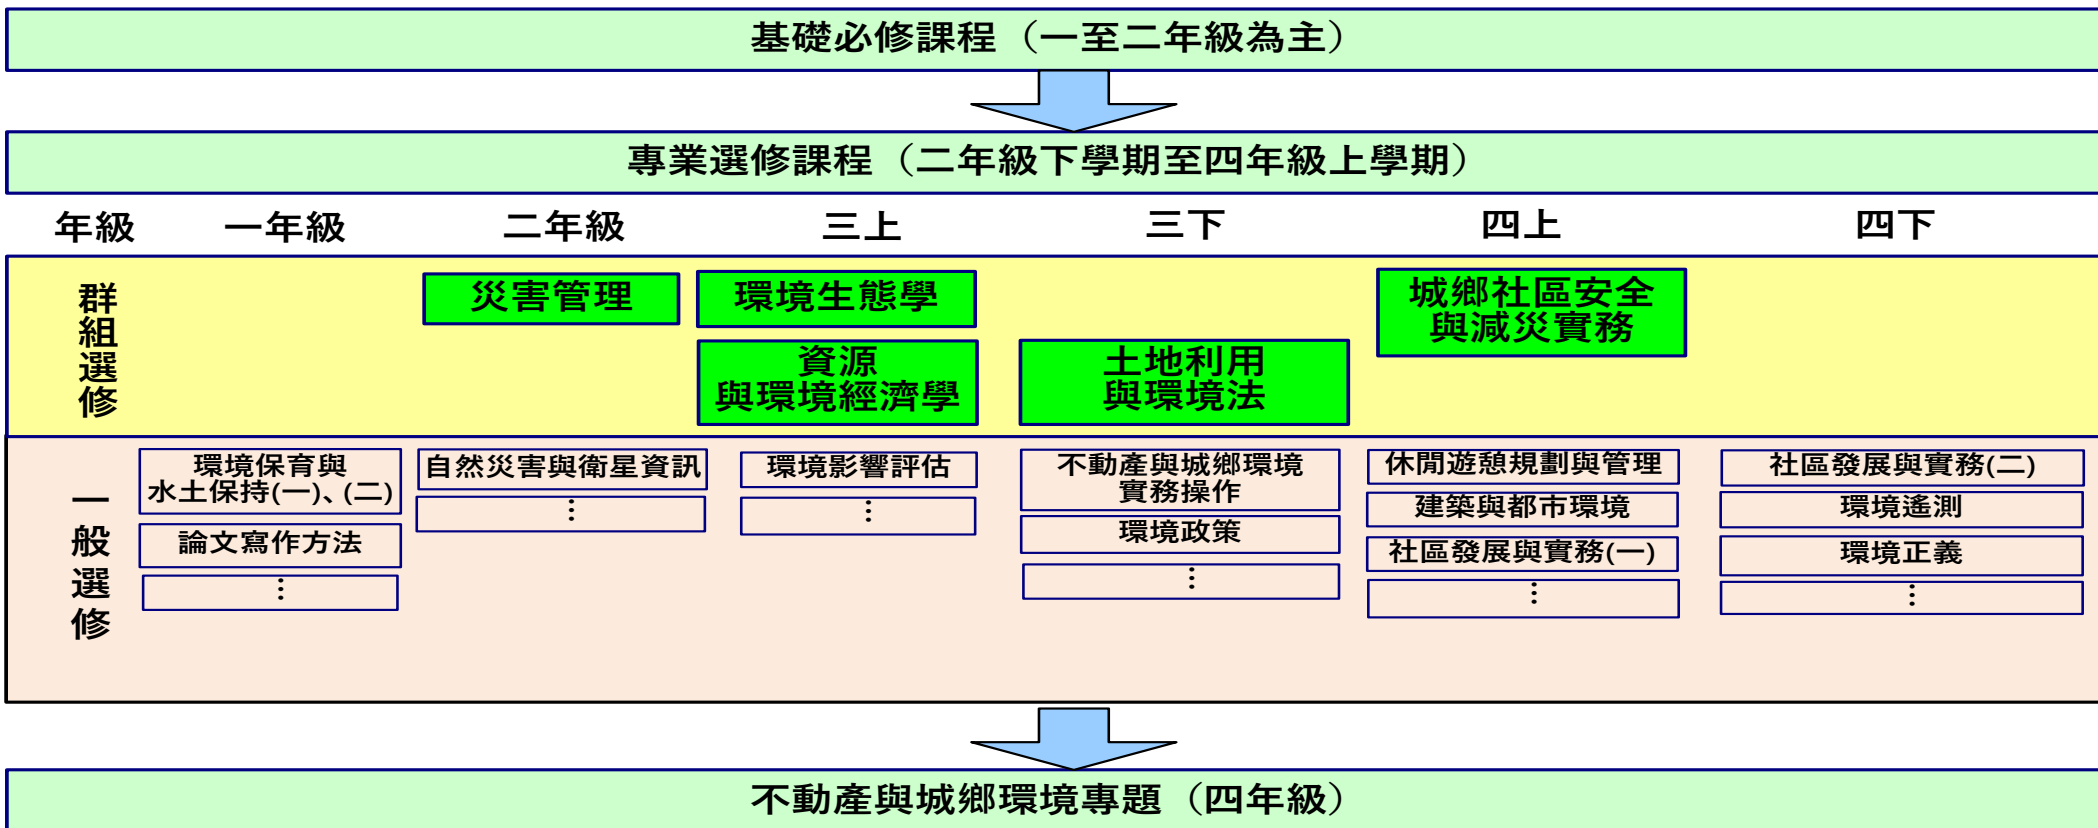 基礎必修課程（一至二年級為主）
專業選修課程（二年級下學期至四年級上學期）
年級 一年級 二年級 三上 三下 四上 四下
群組選修
災害管理
環境生態學
資源
與環境經濟學
土地利用
與環境法
城鄉社區安全
與減災實務
一般選修
環境保育與
水土保持(一)、(二)
論文寫作方法
⋮
自然災害與衛星資訊
⋮
環境影響評估
⋮
不動產與城鄉環境
實務操作
環境政策
⋮
休閒遊憩規劃與管理
建築與都市環境
社區發展與實務(一)
⋮
社區發展與實務(二)
環境遙測
環境正義
⋮
不動產與城鄉環境專題（四年級）